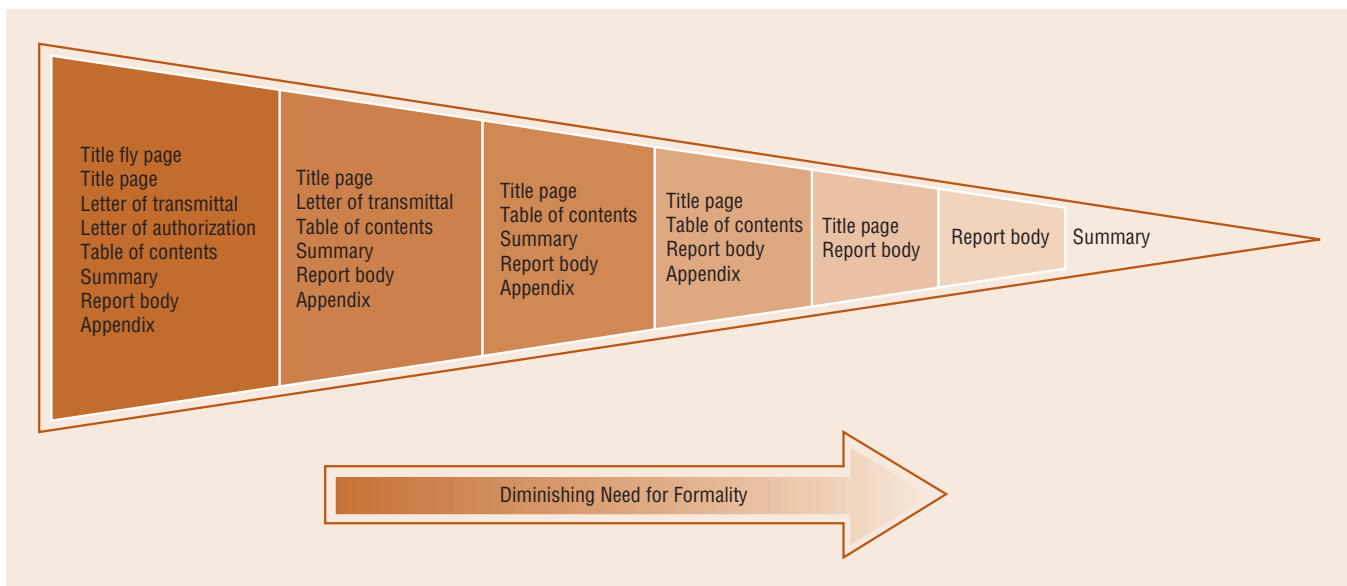 Title fly page
Title page
Letter of transmittal
Letter of authorization
Table of contents
Summary
Report body
Appendix
Title page
Letter of transmittal
Table of contents
Summary
Report body
Appendix
Title page
Table of contents
Summary
Report body
Appendix
Title page
Table of contents
Report body
Appendix
Title page
Report body
Report body
Summary
Diminishing Need for Formality